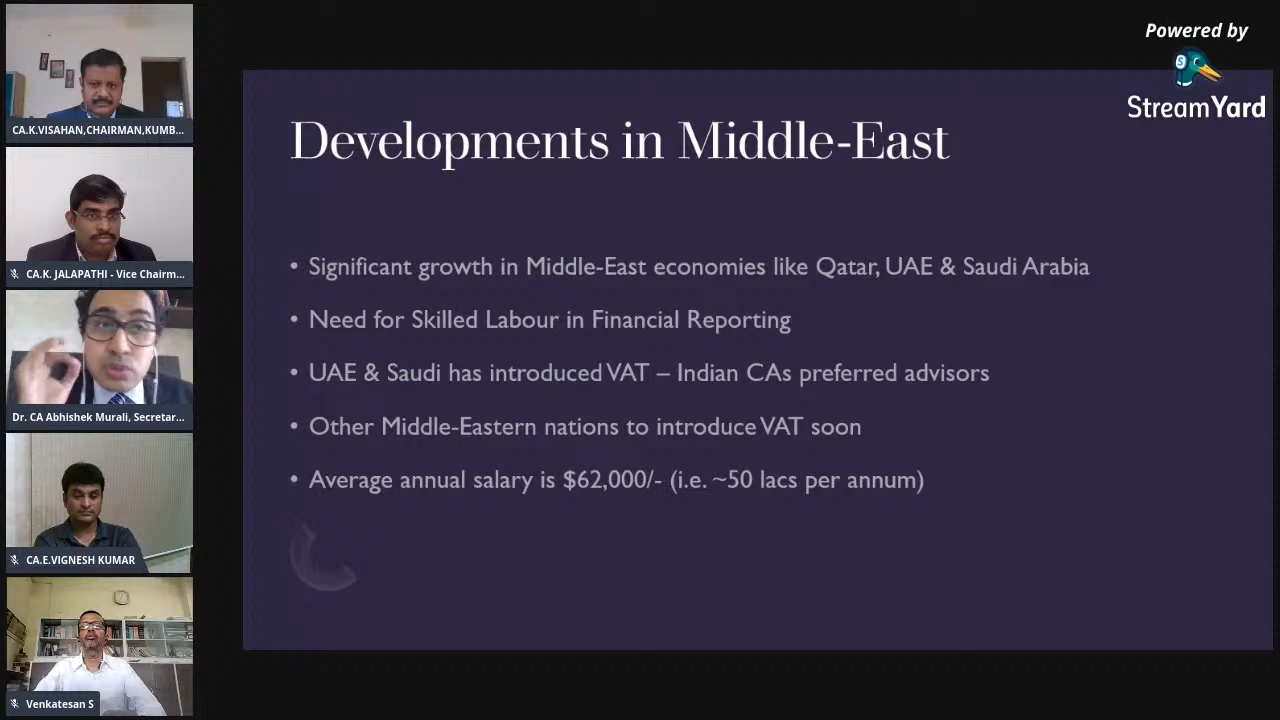 CA.K.VISAHAN,CHAIRMAN,KUMB...
CA.K. JALAPATHI - Vice Chairm...
Dr. CA Abhishek Murali, Secretar...
CA.E.VIGNESH KUMAR
Venkatesan S
Powered by
S
StreamYard
Developments in Middle-East
• Significant growth in Middle-East economies like Qatar, UAE & Saudi Arabia
• Need for Skilled Labour in Financial Reporting
• UAE & Saudi has introduced VAT – Indian CAs preferred advisors
• Other Middle-Eastern nations to introduce VAT soon
• Average annual salary is $62,000/- (i.e. ~50 lacs per annum)